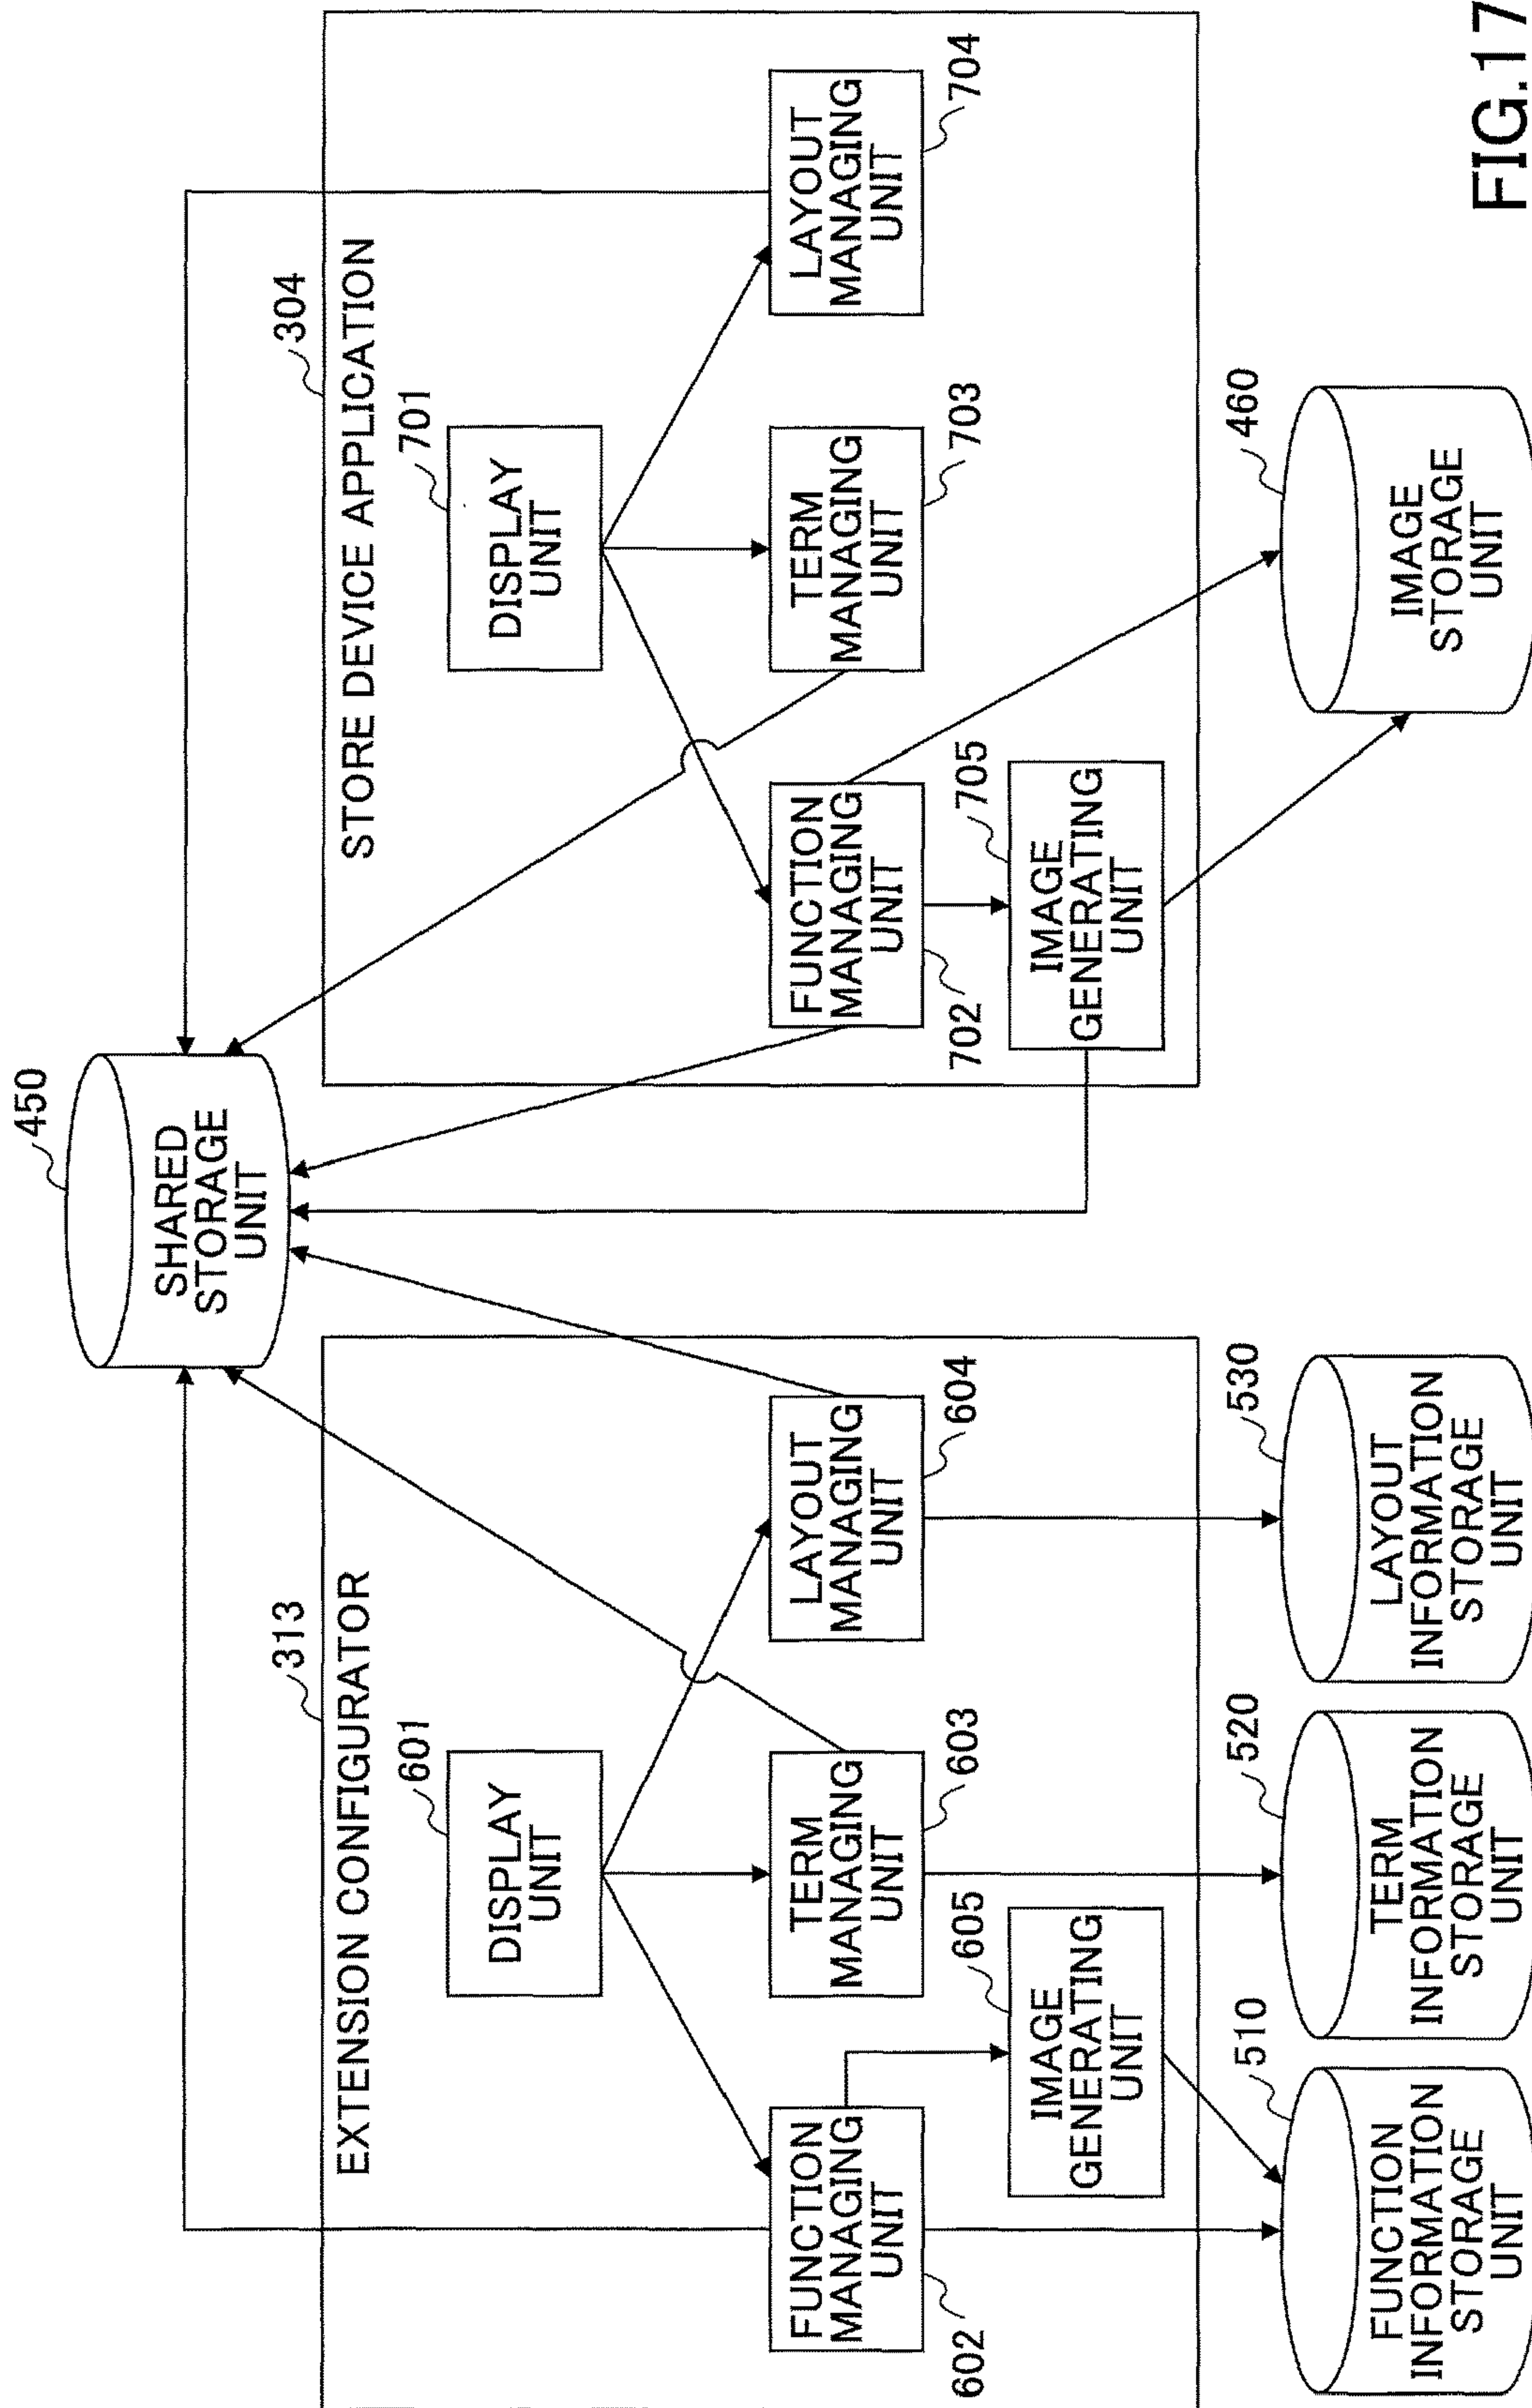 450
SHARED
STORAGE
UNIT
313
EXTENSION CONFIGURATOR
601
DISPLAY
UNIT
FUNCTION
MANAGING
UNIT
602
TERM
MANAGING
UNIT
603
LAYOUT
MANAGING
UNIT
604
IMAGE
GENERATING
UNIT
605
510
FUNCTION
INFORMATION
STORAGE
UNIT
520
TERM
INFORMATION
STORAGE
UNIT
530
LAYOUT
INFORMATION
STORAGE
UNIT
304
STORE DEVICE APPLICATION
701
DISPLAY
UNIT
FUNCTION
MANAGING
UNIT
702
TERM
MANAGING
UNIT
703
LAYOUT
MANAGING
UNIT
704
IMAGE
GENERATING
UNIT
705
460
IMAGE
STORAGE
UNIT
FIG.17